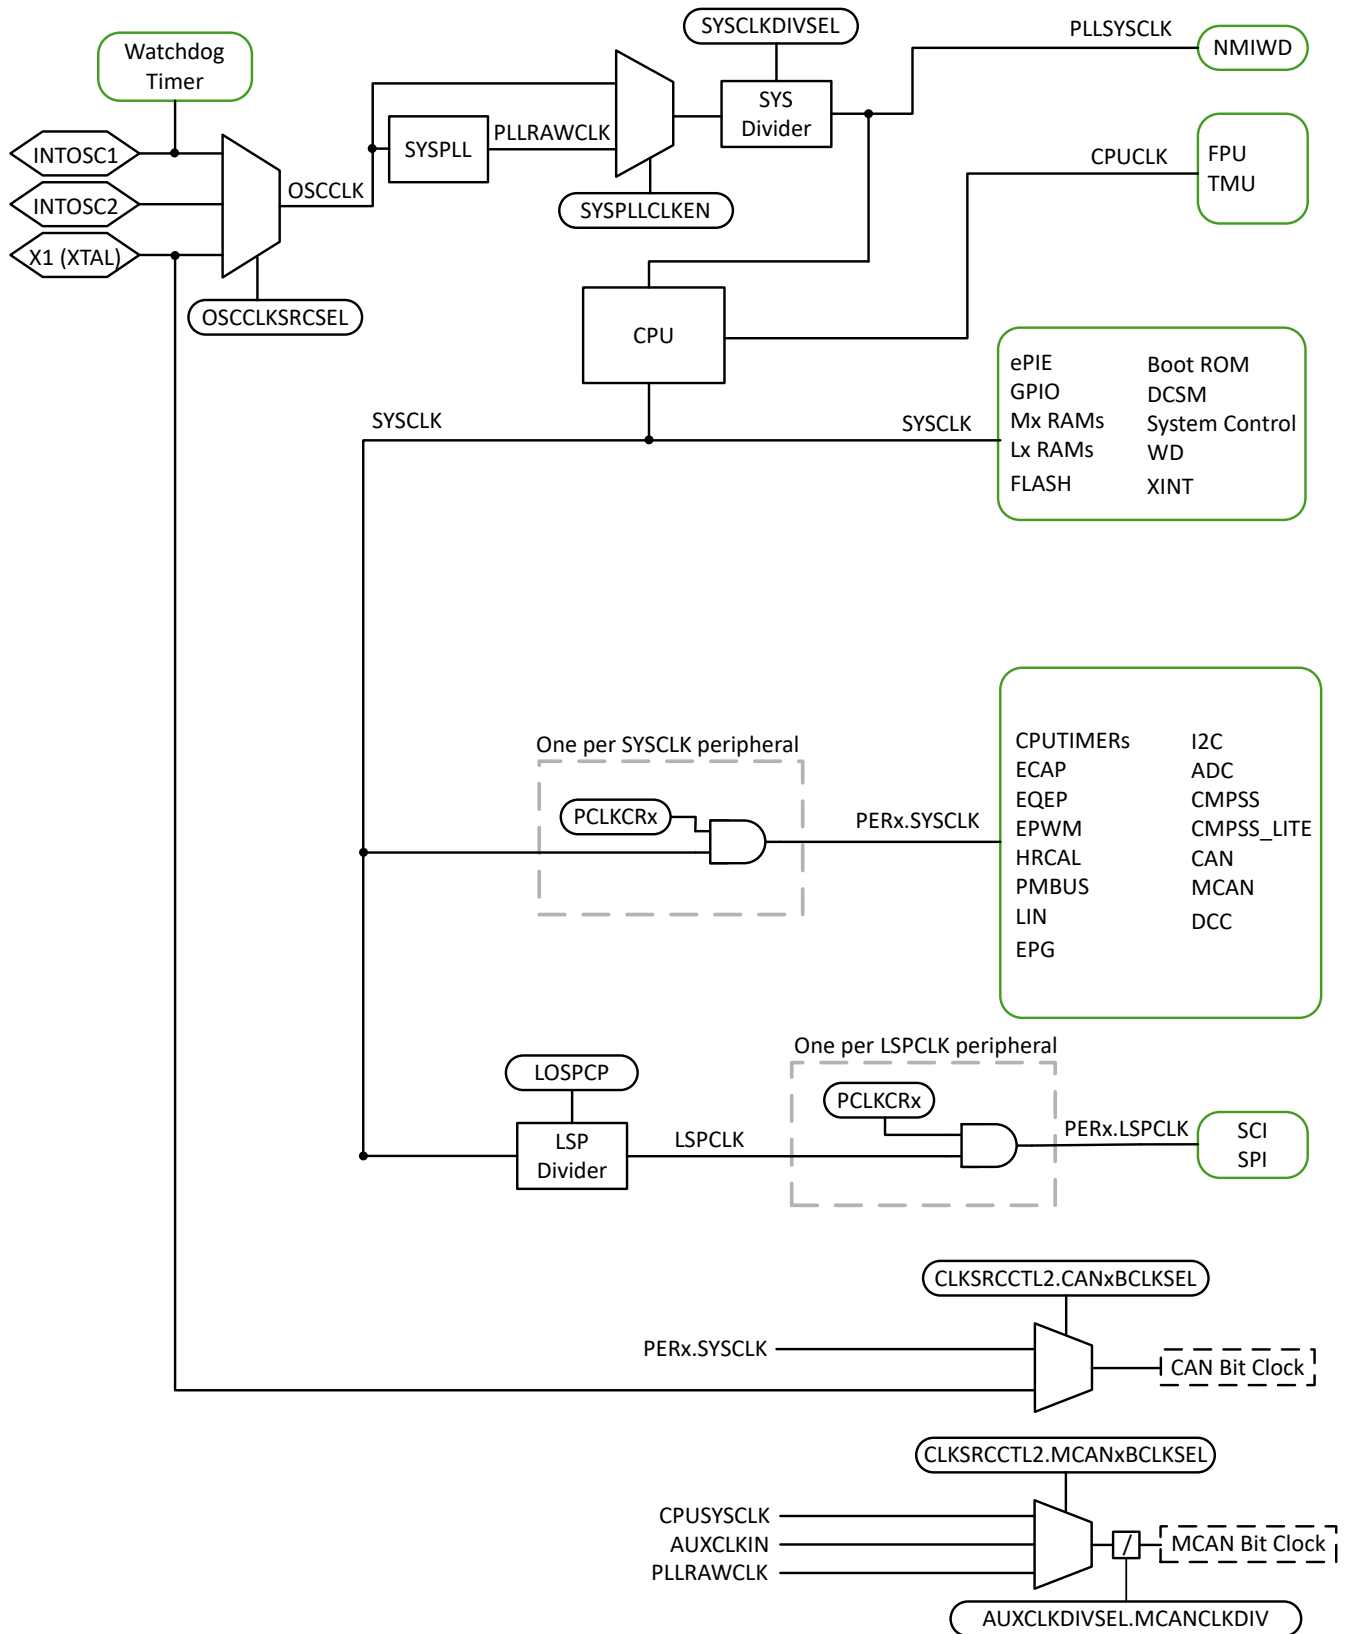 SYSCLKDIVSEL
PLLSYSCLK
NMIWD
Watchdog
Timer
SYS
Divider
PLLRAWCLK
SYSPLL
INTOSC1
CPUCLK
FPU
TMU
OSCCLK
INTOSC2
SYSPLLCLKEN
X1 (XTAL)
OSCCLKSRCSEL
CPU
ePIE
GPIO
Mx RAMs
Lx RAMs
FLASH
Boot ROM
DCSM
System Control
WD
XINT
SYSCLK
SYSCLK
One per SYSCLK peripheral
PCLKCRx
PERx.SYSCLK
CPUTIMERs
ECAP
EQEP
EPWM
HRCAL
PMBUS
LIN
EPG
I2C
ADC
CMPSS
CMPSS_LITE
CAN
MCAN
DCC
One per LSPCLK peripheral
LOSPCP
PCLKCRx
LSP
Divider
LSPCLK
PERx.LSPCLK
SCI
SPI
CLKSRCCTL2.CANxBCLKSEL
PERx.SYSCLK
CAN Bit Clock
CLKSRCCTL2.MCANxBCLKSEL
CPUSYSCLK
AUXCLKIN
PLLRAWCLK
/
MCAN Bit Clock
AUXCLKDIVSEL.MCANCLKDIV